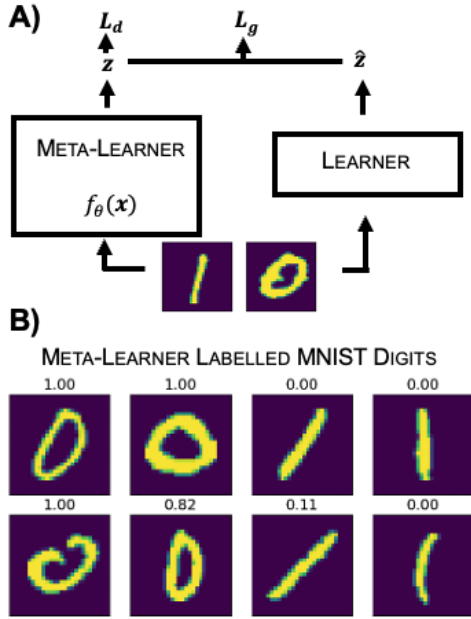 A)
L_d L_g
z ẑ
META-LEARNER
f_θ(x)
LEARNER
B)
META-LEARNER LABELLED MNIST DIGITS
1.00 1.00 0.00 0.00
1.00 0.82 0.11 0.00